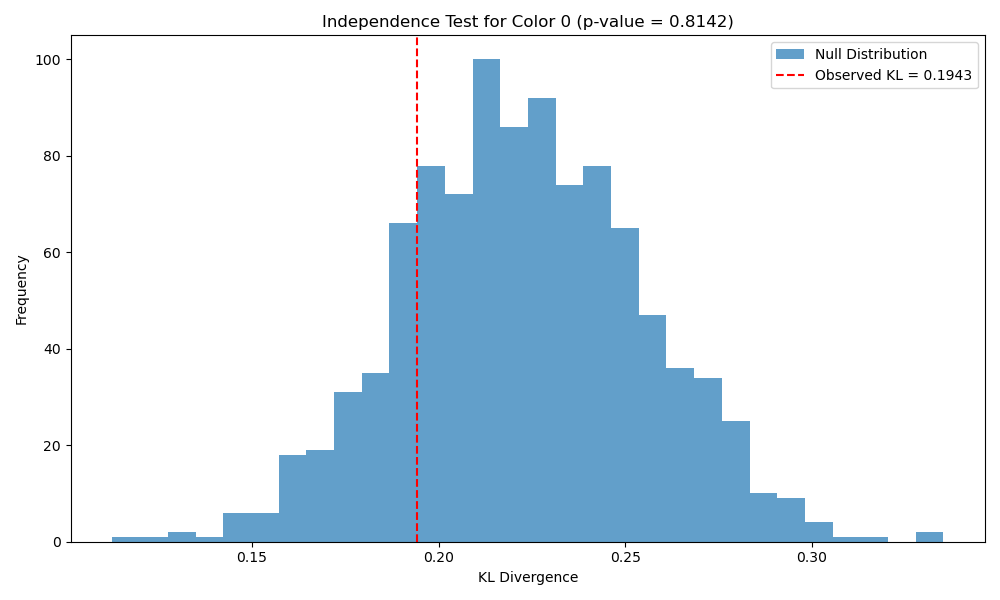 Independence Test for Color 0 (p-value = 0.8142)
Null Distribution
Observed KL = 0.1943
100
80
60
40
20
0
Frequency
0.15
0.20
0.25
0.30
KL Divergence